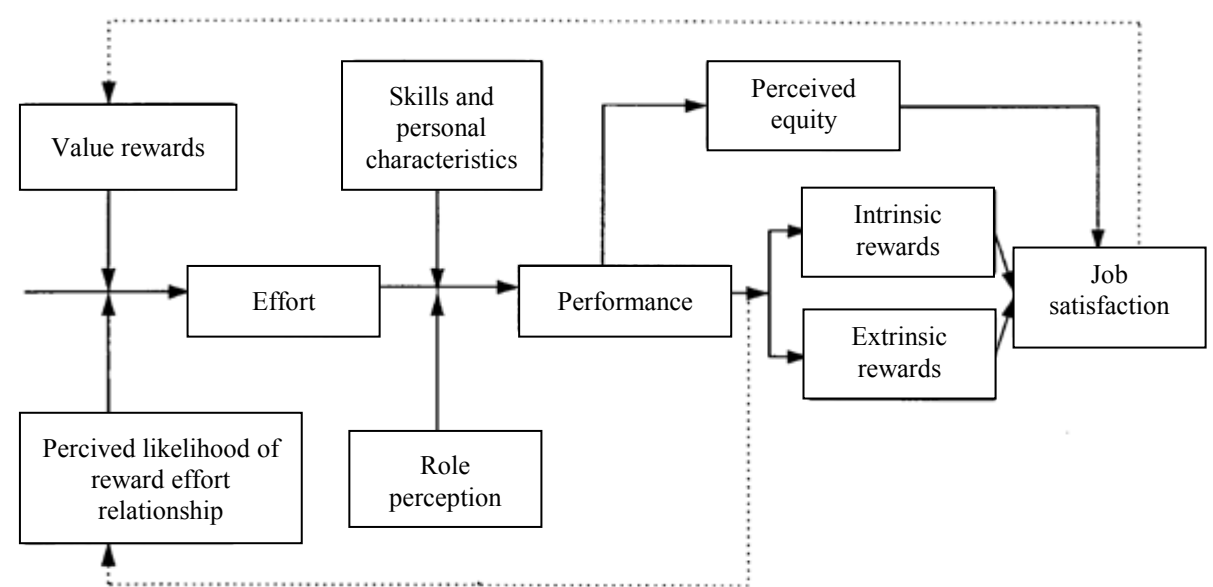 Value rewards
Skills and
personal
characteristics
Perceived
equity
Effort
Performance
Intrinsic
rewards
Extrinsic
rewards
Job
satisfaction
Percived likelihood of
reward effort
relationship
Role
perception